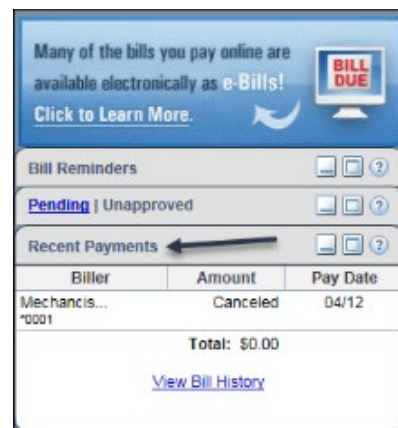 Many of the bills you pay online are
available electronically as e-Bills!
Click to Learn More.
BILL
DUE
Bill Reminders
?
Pending | Unapproved
?
Recent Payments
?
Biller Amount Pay Date
Mechancis... Canceled 04/12
*0001
Total: $0.00
View Bill History